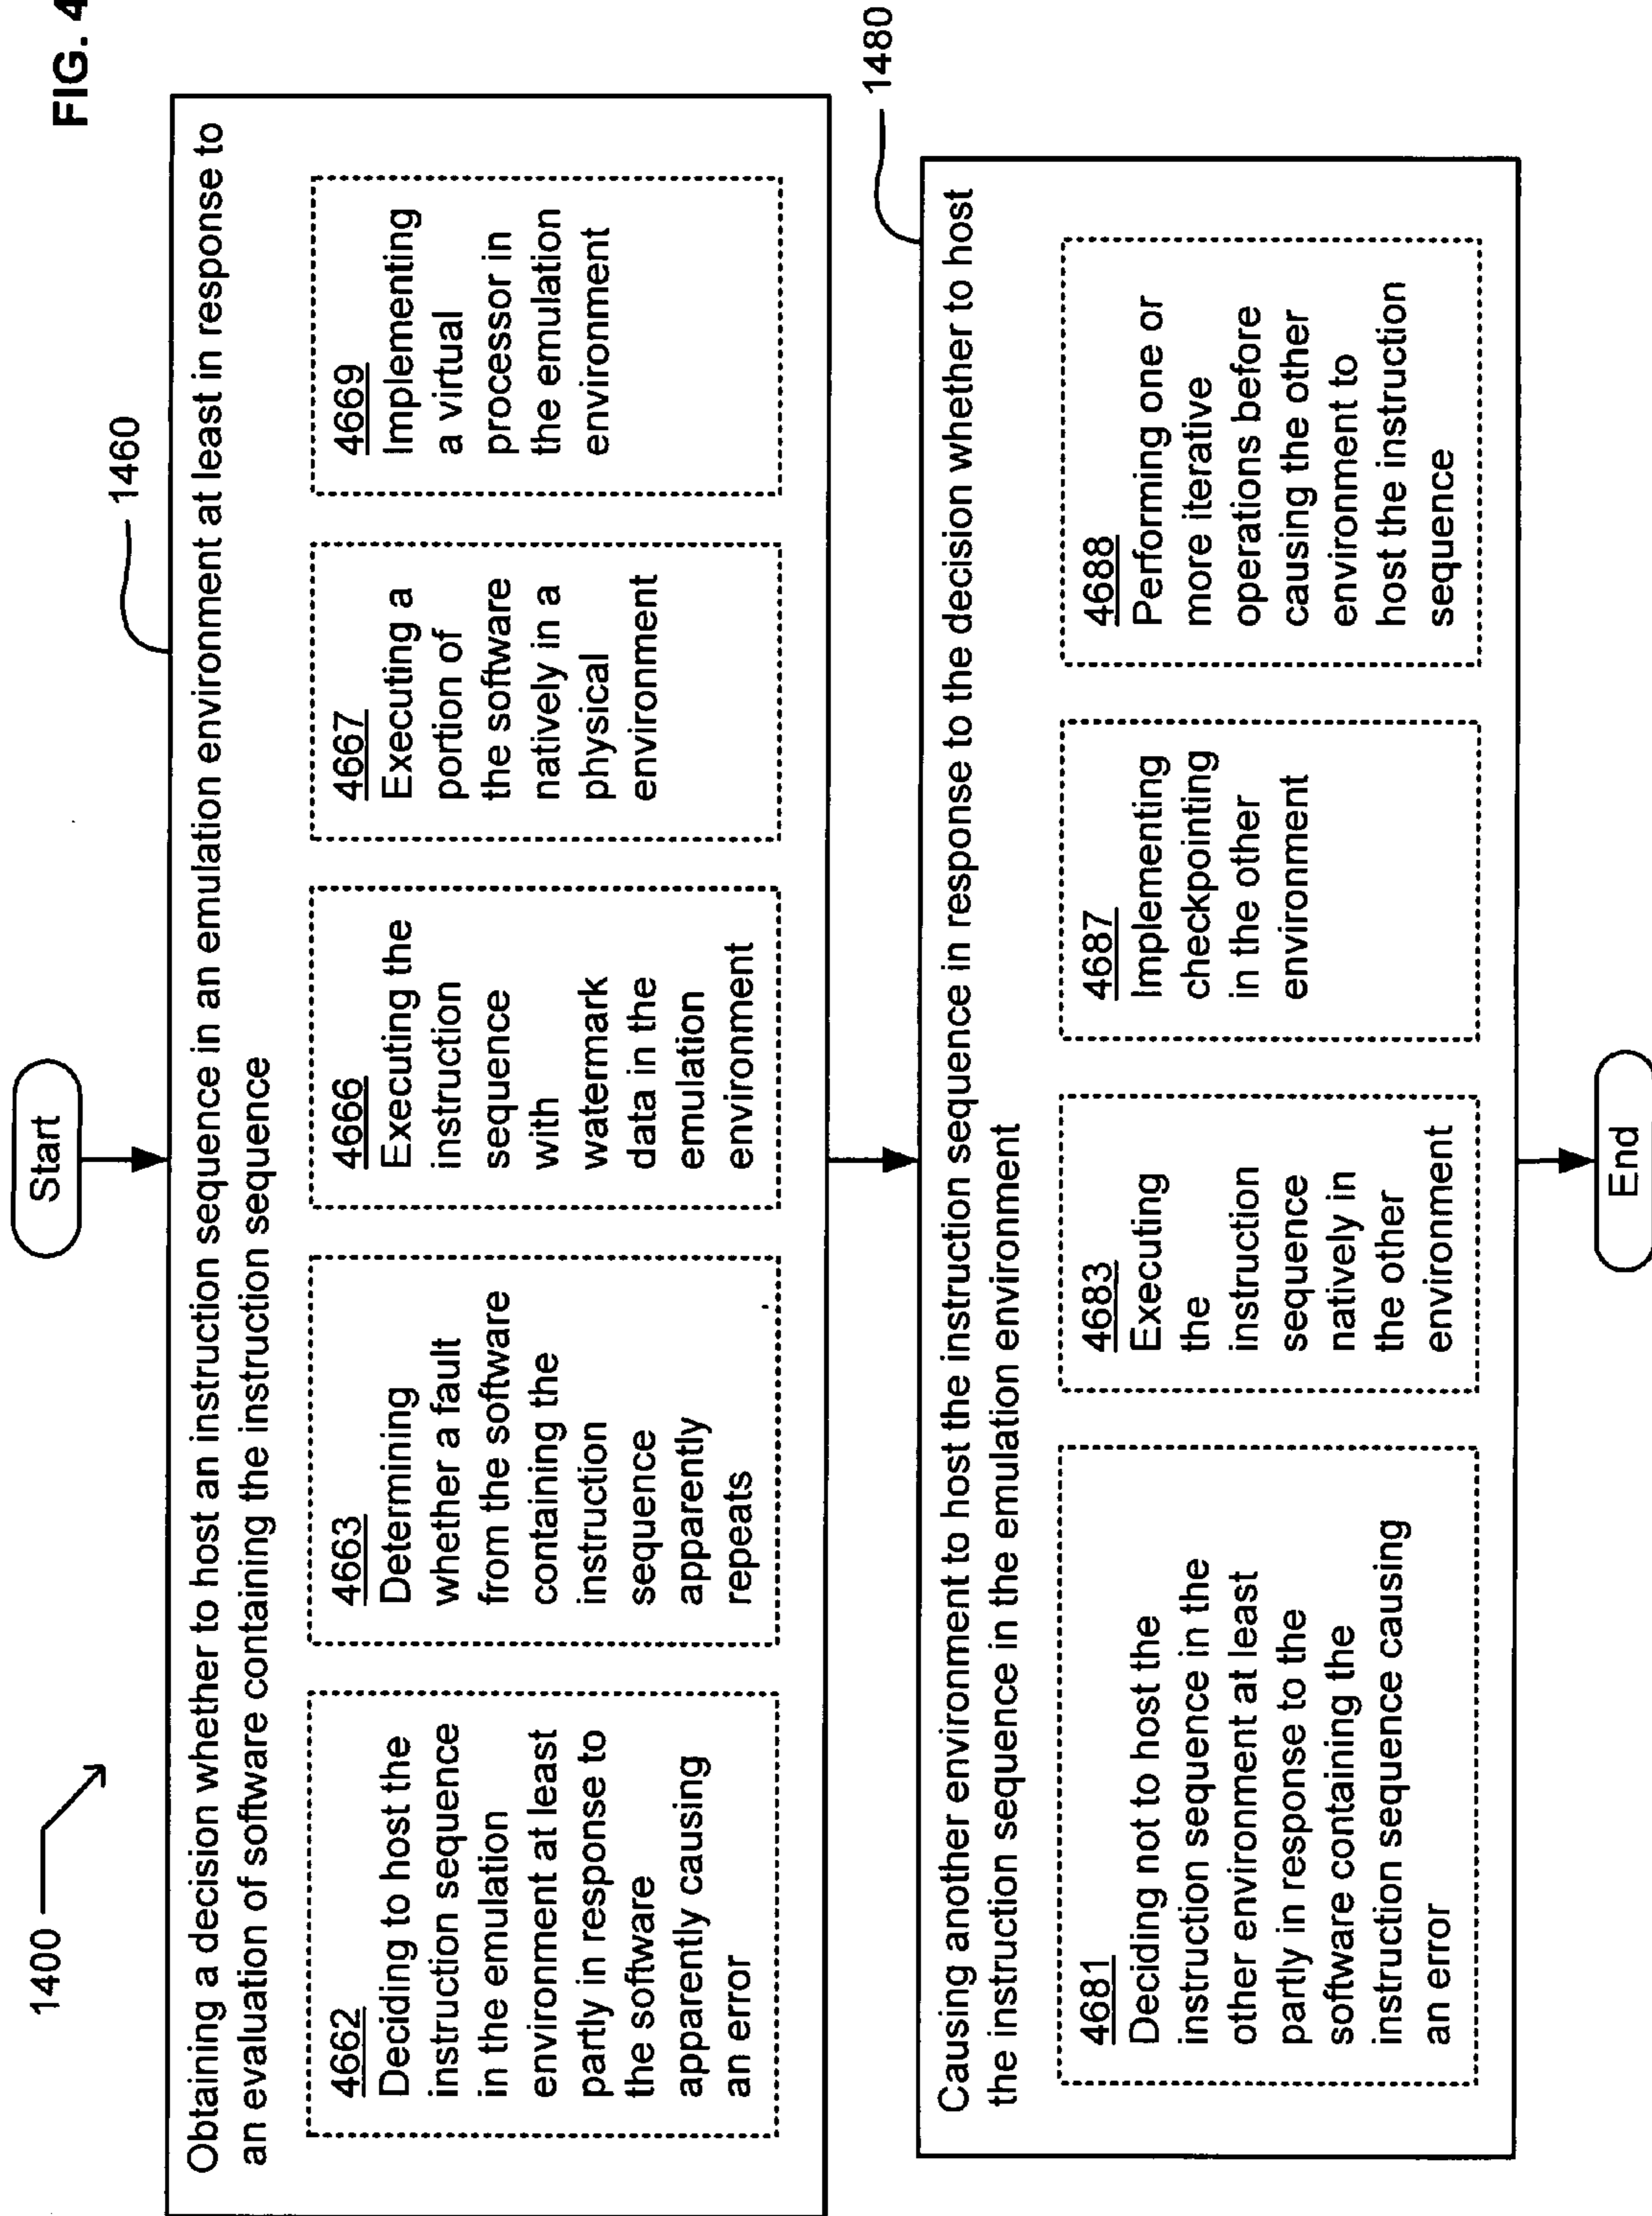 FIG. 4
1400
Start
1460
Obtaining a decision whether to host an instruction sequence in an emulation environment at least in response to
an evaluation of software containing the instruction sequence
4662
Deciding to host the
instruction sequence
in the emulation
environment at least
partly in response to
the software
apparently causing
an error
4663
Determining
whether a fault
from the software
containing the
instruction
sequence
apparently
repeats
4666
Executing the
instruction
sequence
with
watermark
data in the
emulation
environment
4667
Executing a
portion of
the software
natively in a
physical
environment
4669
Implementing
a virtual
processor in
the emulation
environment
1480
Causing another environment to host the instruction sequence in response to the decision whether to host
the instruction sequence in the emulation environment
4681
Deciding not to host the
instruction sequence in the
other environment at least
partly in response to the
software containing the
instruction sequence causing
an error
4683
Executing
the
instruction
sequence
natively in
the other
environment
4687
Implementing
checkpointing
in the other
environment
4688
Performing one or
more iterative
operations before
causing the other
environment to
host the instruction
sequence
End